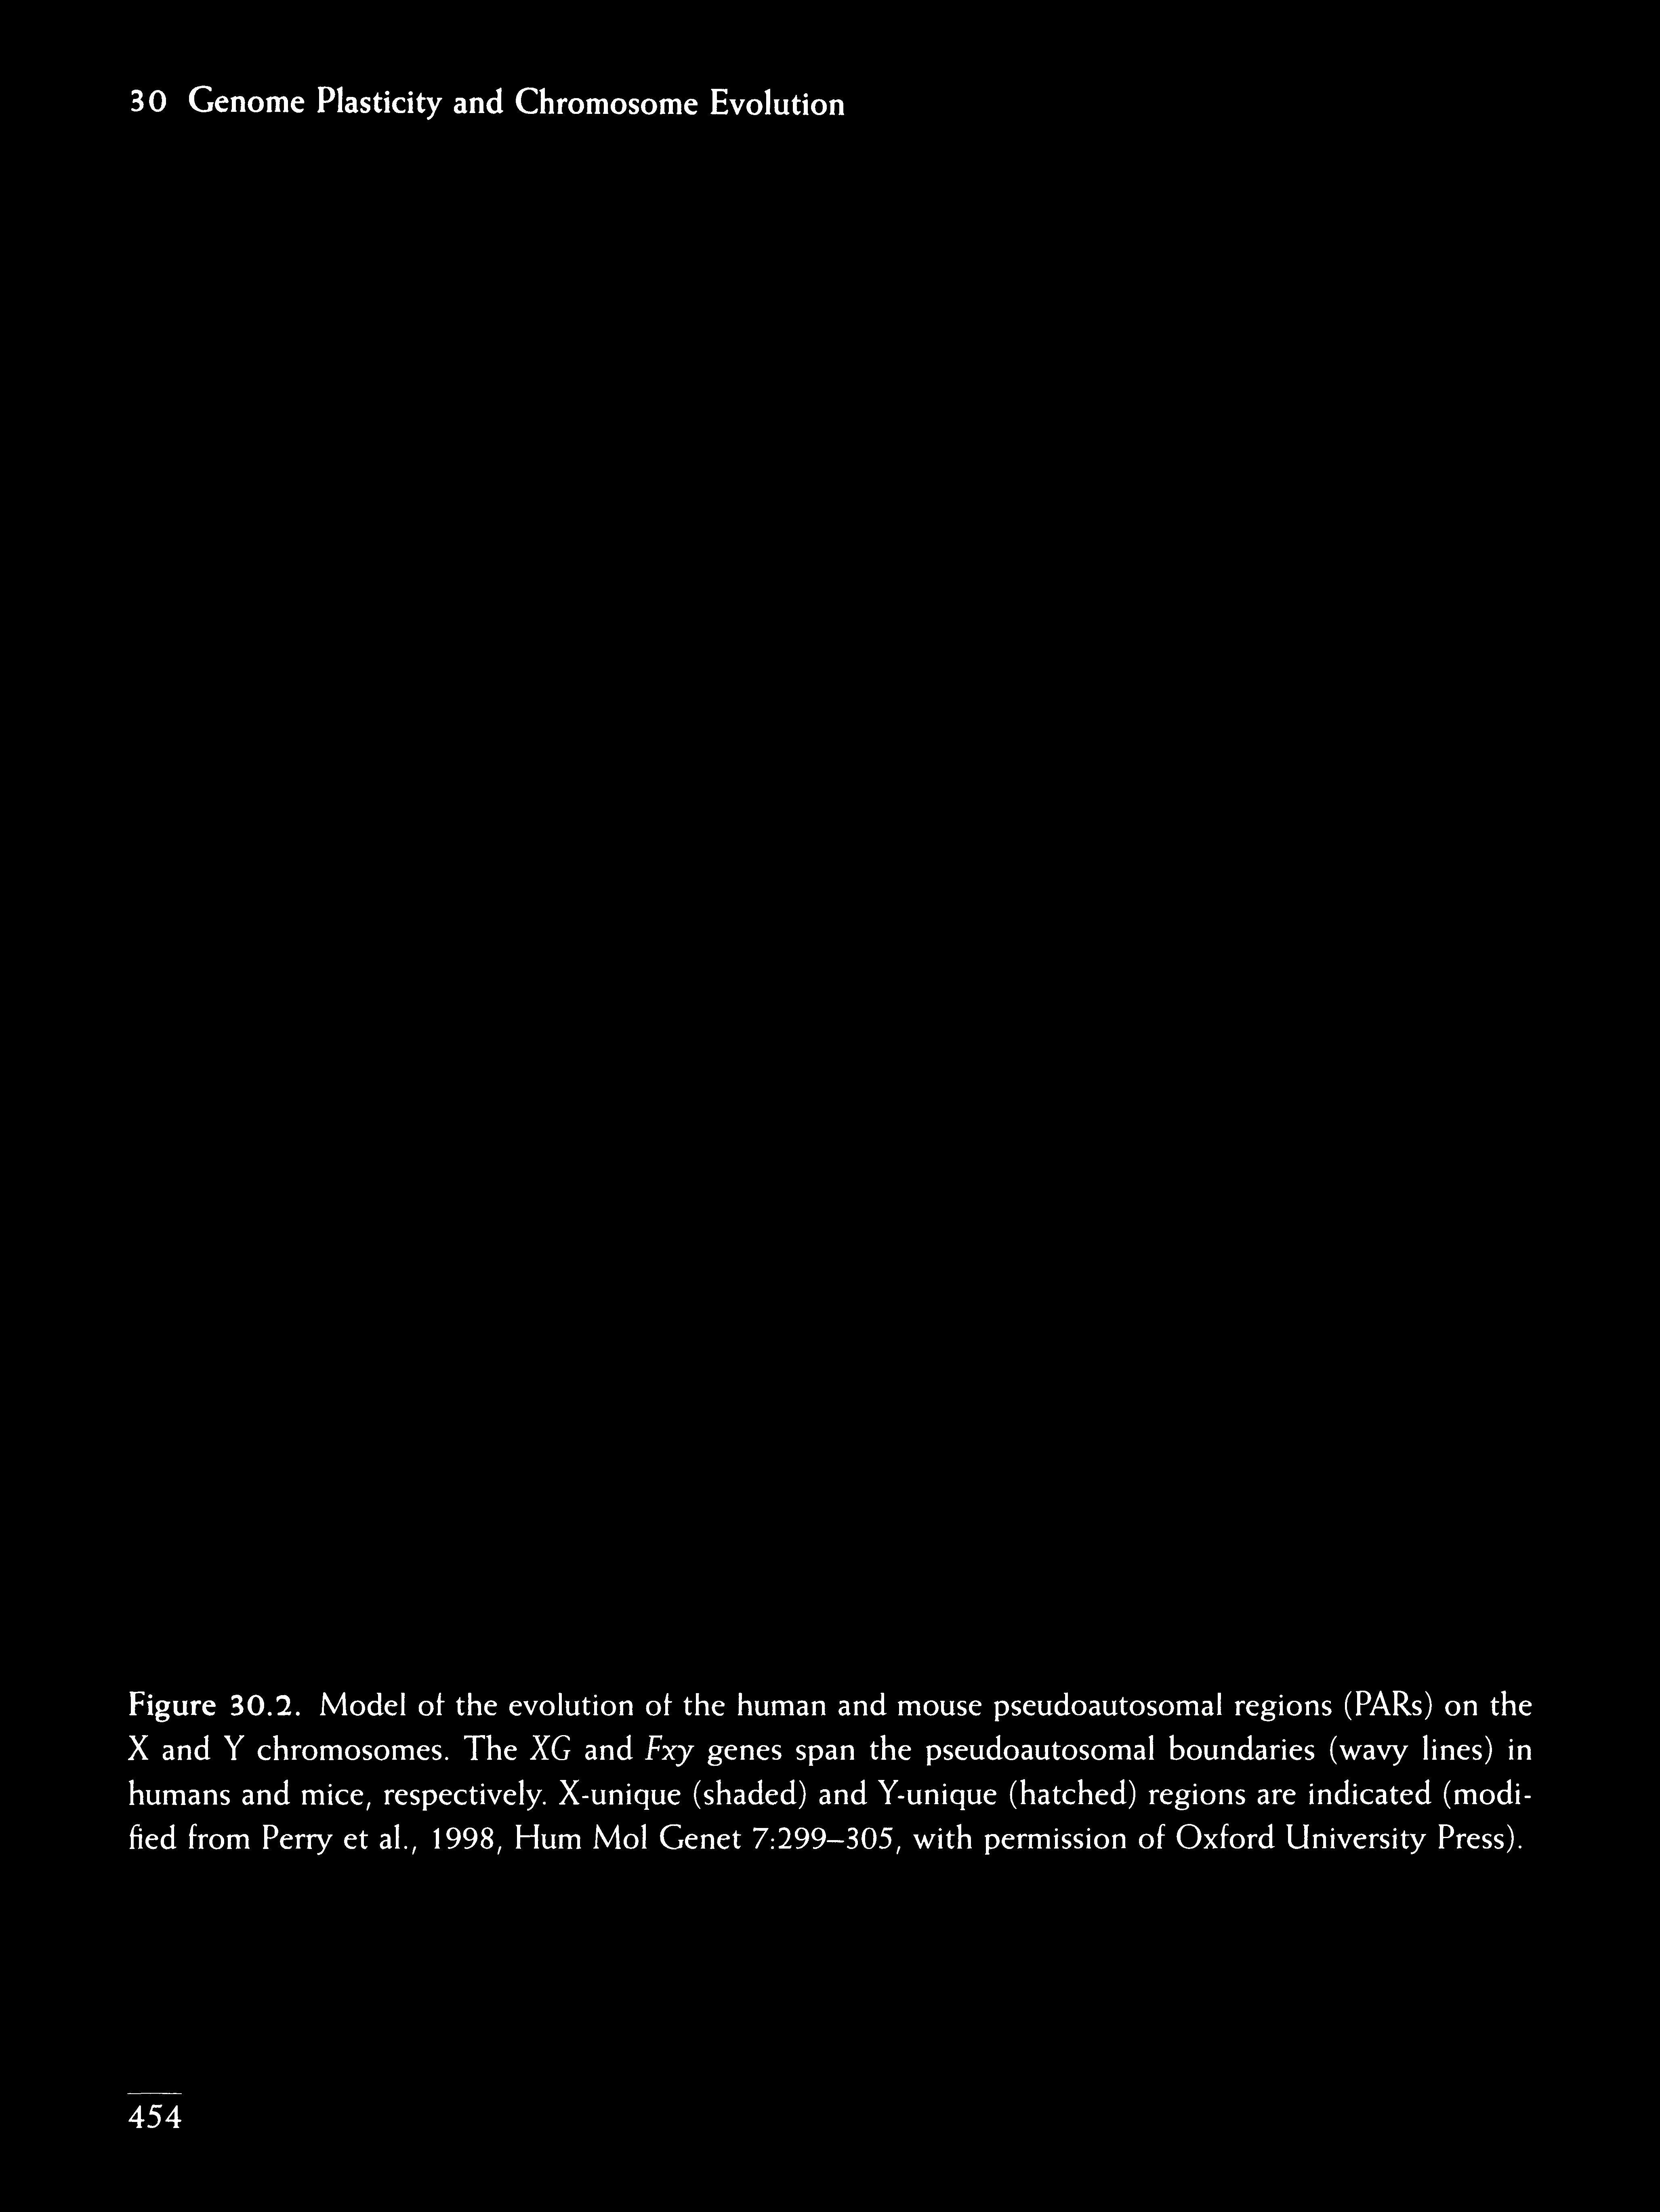 30 Genome Plasticity and Chromosome Evolution
Figure 30.2. Model of the evolution of the human and mouse pseudoautosomal regions (PARs) on the
X and Y chromosomes. The XG and Fxy genes span the pseudoautosomal boundaries (wavy lines) in
humans and mice, respectively. X-unique (shaded) and Y-unique (hatched) regions are indicated (modi-
fied from Perry et al., 1998, Hum Mol Genet 7:299–305, with permission of Oxford University Press).
454